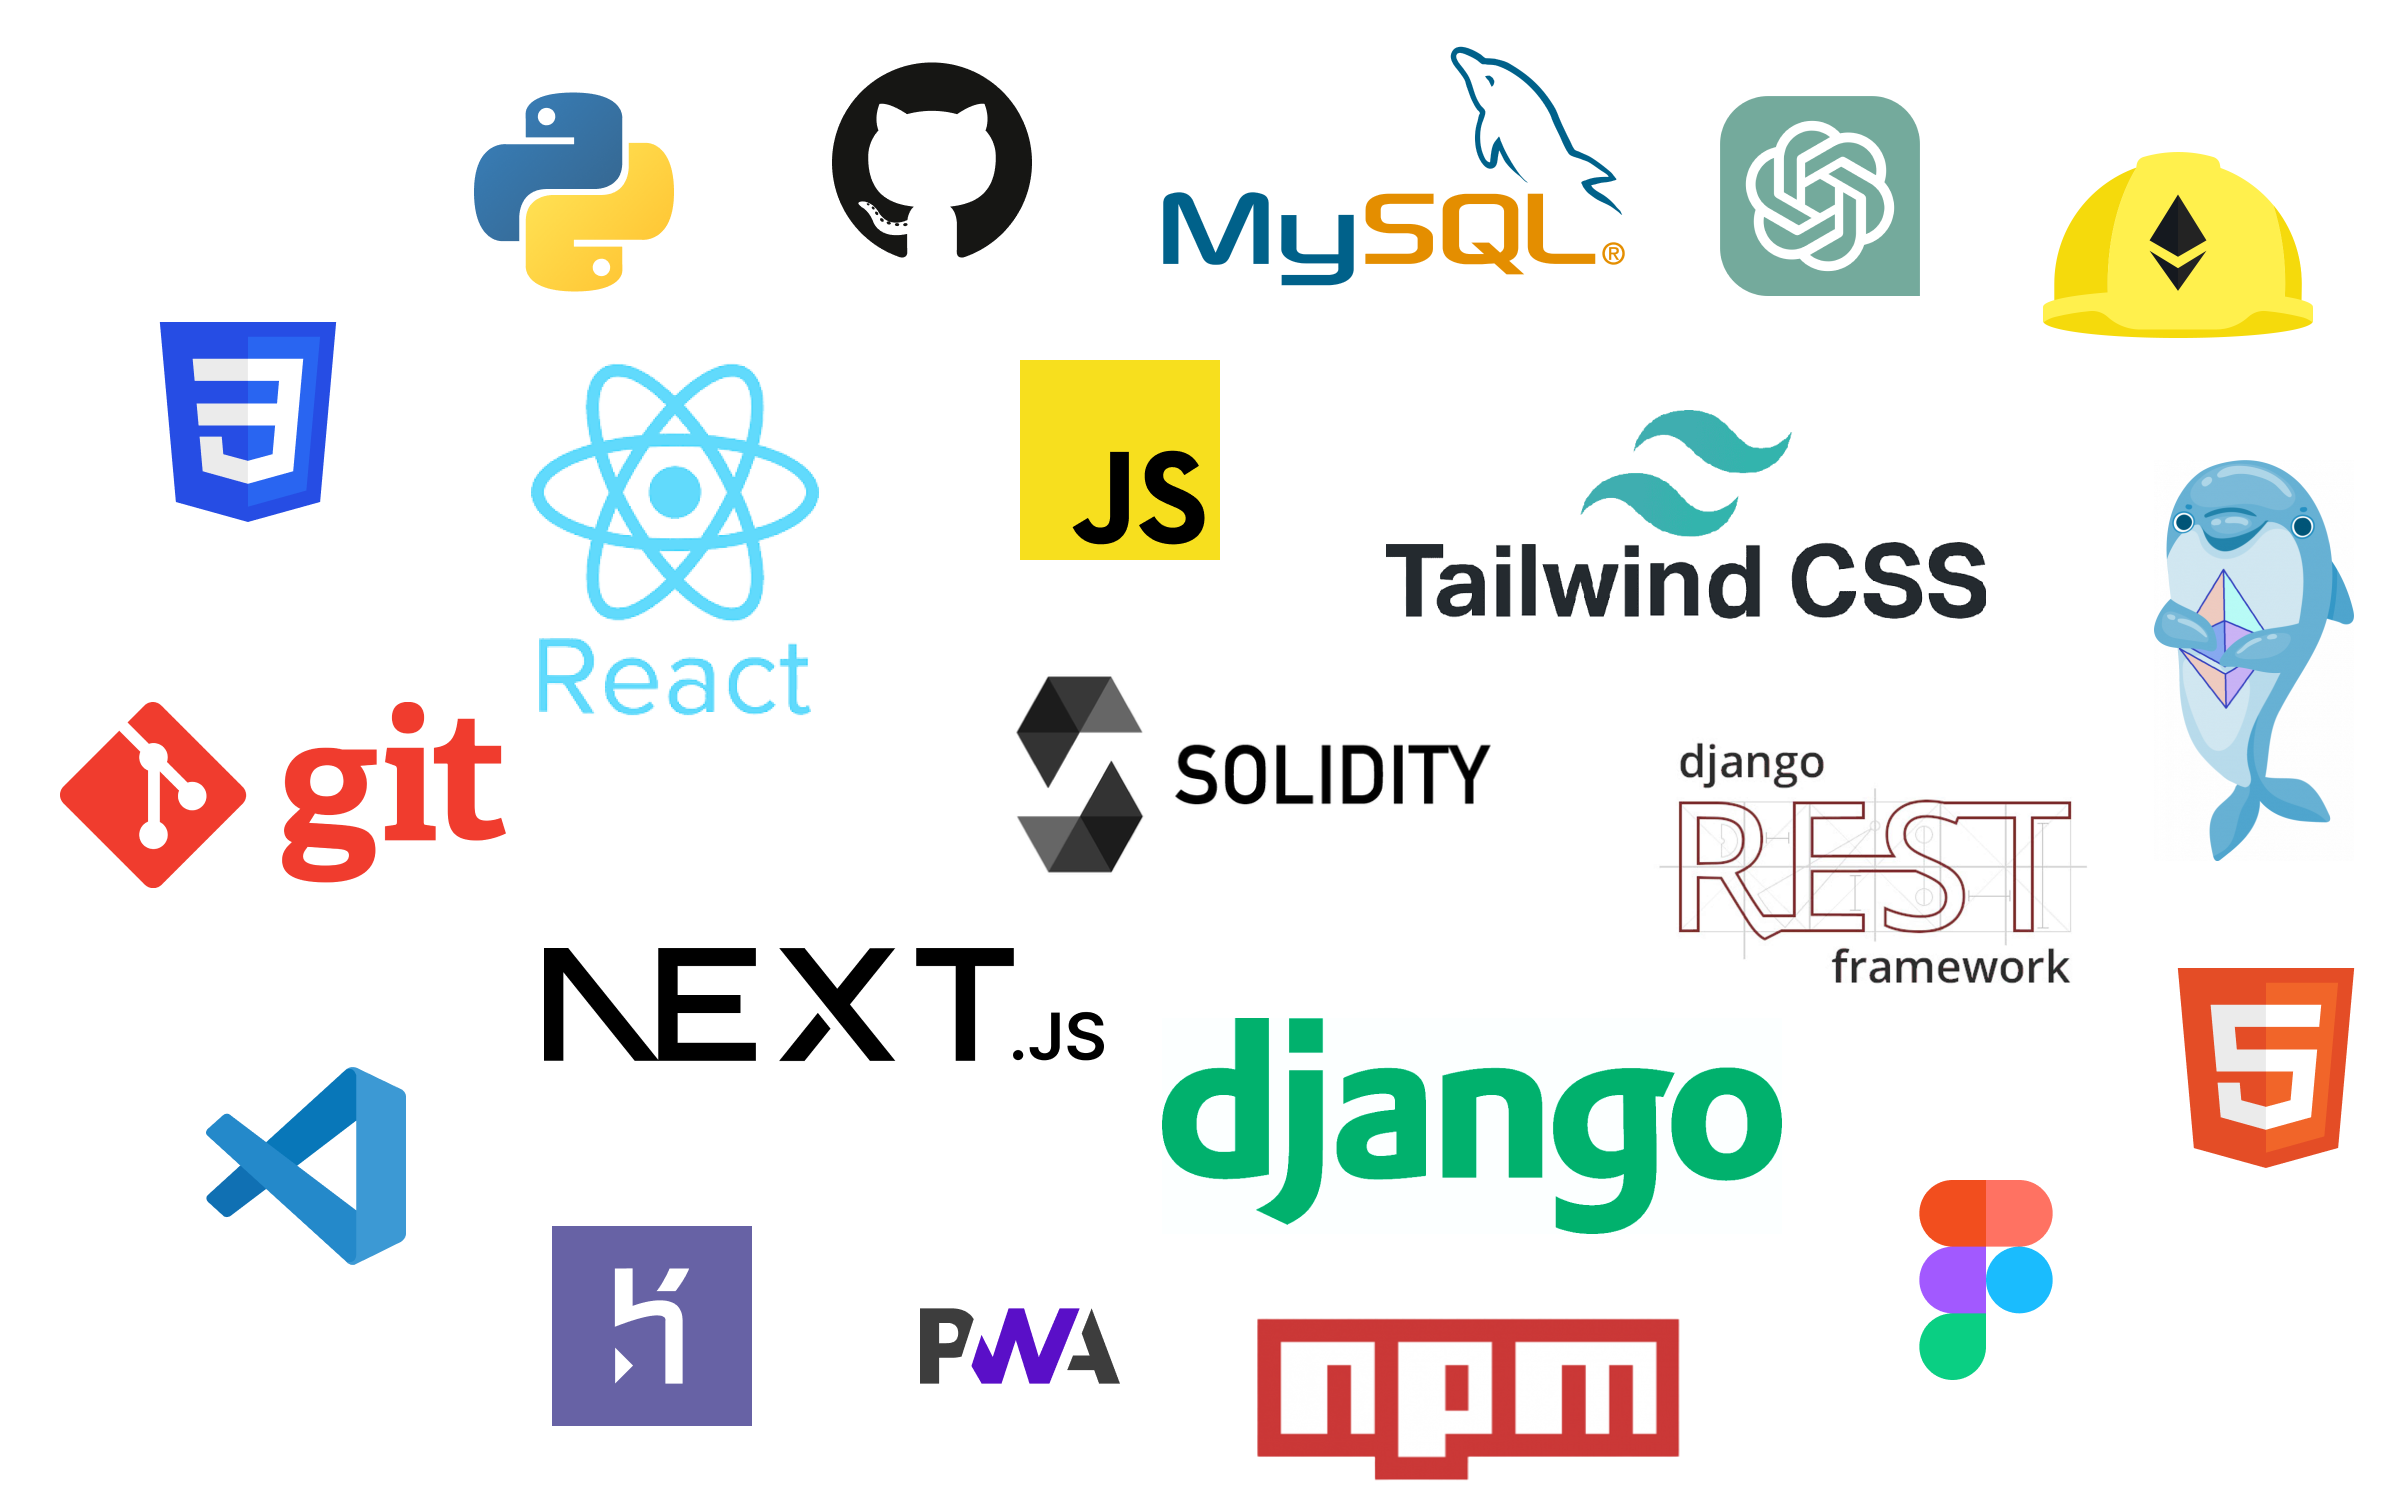 MySQL®
JS
Tailwind CSS
React
git
SOLIDITY
django
REST
framework
NEXT.JS
django
PWA
npm